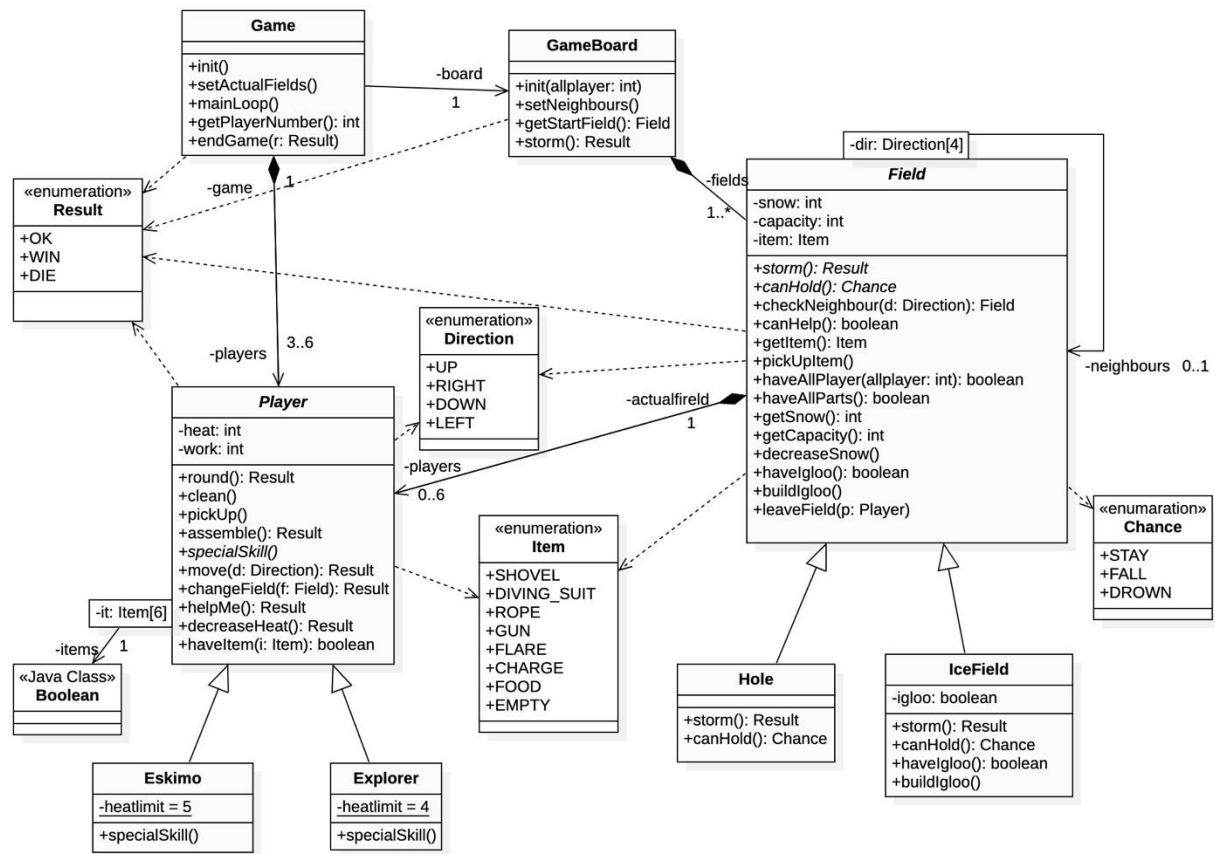 Game
+init()
+setActualFields()
+mainLoop()
+getPlayerNumber(): int
+endGame(r: Result)
-board
1
GameBoard
+init(allplayer: int)
+setNeighbours()
+getStartField(): Field
+storm(): Result
-game
1
-fields
1..*
-dir: Direction[4]
Field
-snow: int
-capacity: int
-item: Item
+storm(): Result
+canHold(): Chance
+checkNeighbour(d: Direction): Field
+canHelp(): boolean
+getItem(): Item
+pickUpItem()
+haveAllPlayer(allplayer: int): boolean
+haveAllParts(): boolean
+getSnow(): int
+getCapacity(): int
+decreaseSnow()
+haveIgloo(): boolean
+buildIgloo()
+leaveField(p: Player)
-neighbours 0..1
«enumeration»
Result
+OK
+WIN
+DIE
«enumeration»
Direction
+UP
+RIGHT
+DOWN
+LEFT
-players
3..6
-actualfireld
1
-players
0..6
Player
-heat: int
-work: int
+round(): Result
+clean()
+pickUp()
+assemble(): Result
+specialSkill()
+move(d: Direction): Result
+changeField(f: Field): Result
+helpMe(): Result
+decreaseHeat(): Result
+haveItem(i: Item): boolean
-it: Item[6]
-items
1
«Java Class»
Boolean
«enumeration»
Item
+SHOVEL
+DIVING_SUIT
+ROPE
+GUN
+FLARE
+CHARGE
+FOOD
+EMPTY
«enumaration»
Chance
+STAY
+FALL
+DROWN
Hole
+storm(): Result
+canHold(): Chance
IceField
-igloo: boolean
+storm(): Result
+canHold(): Chance
+haveIgloo(): boolean
+buildIgloo()
Eskimo
-heatlimit = 5
+specialSkill()
Explorer
-heatlimit = 4
+specialSkill()